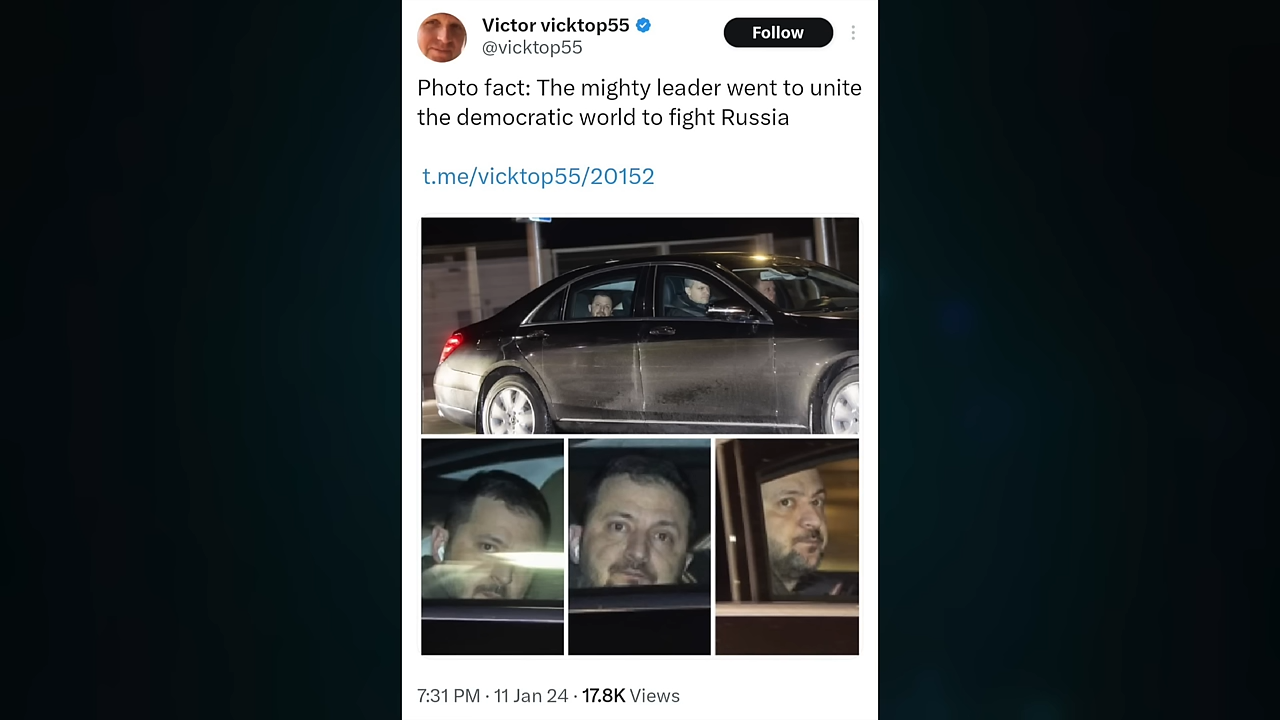 Victor vicktop55
@vicktop55
Follow
Photo fact: The mighty leader went to unite
the democratic world to fight Russia
t.me/vicktop55/20152
7:31 PM · 11 Jan 24 · 17.8K Views